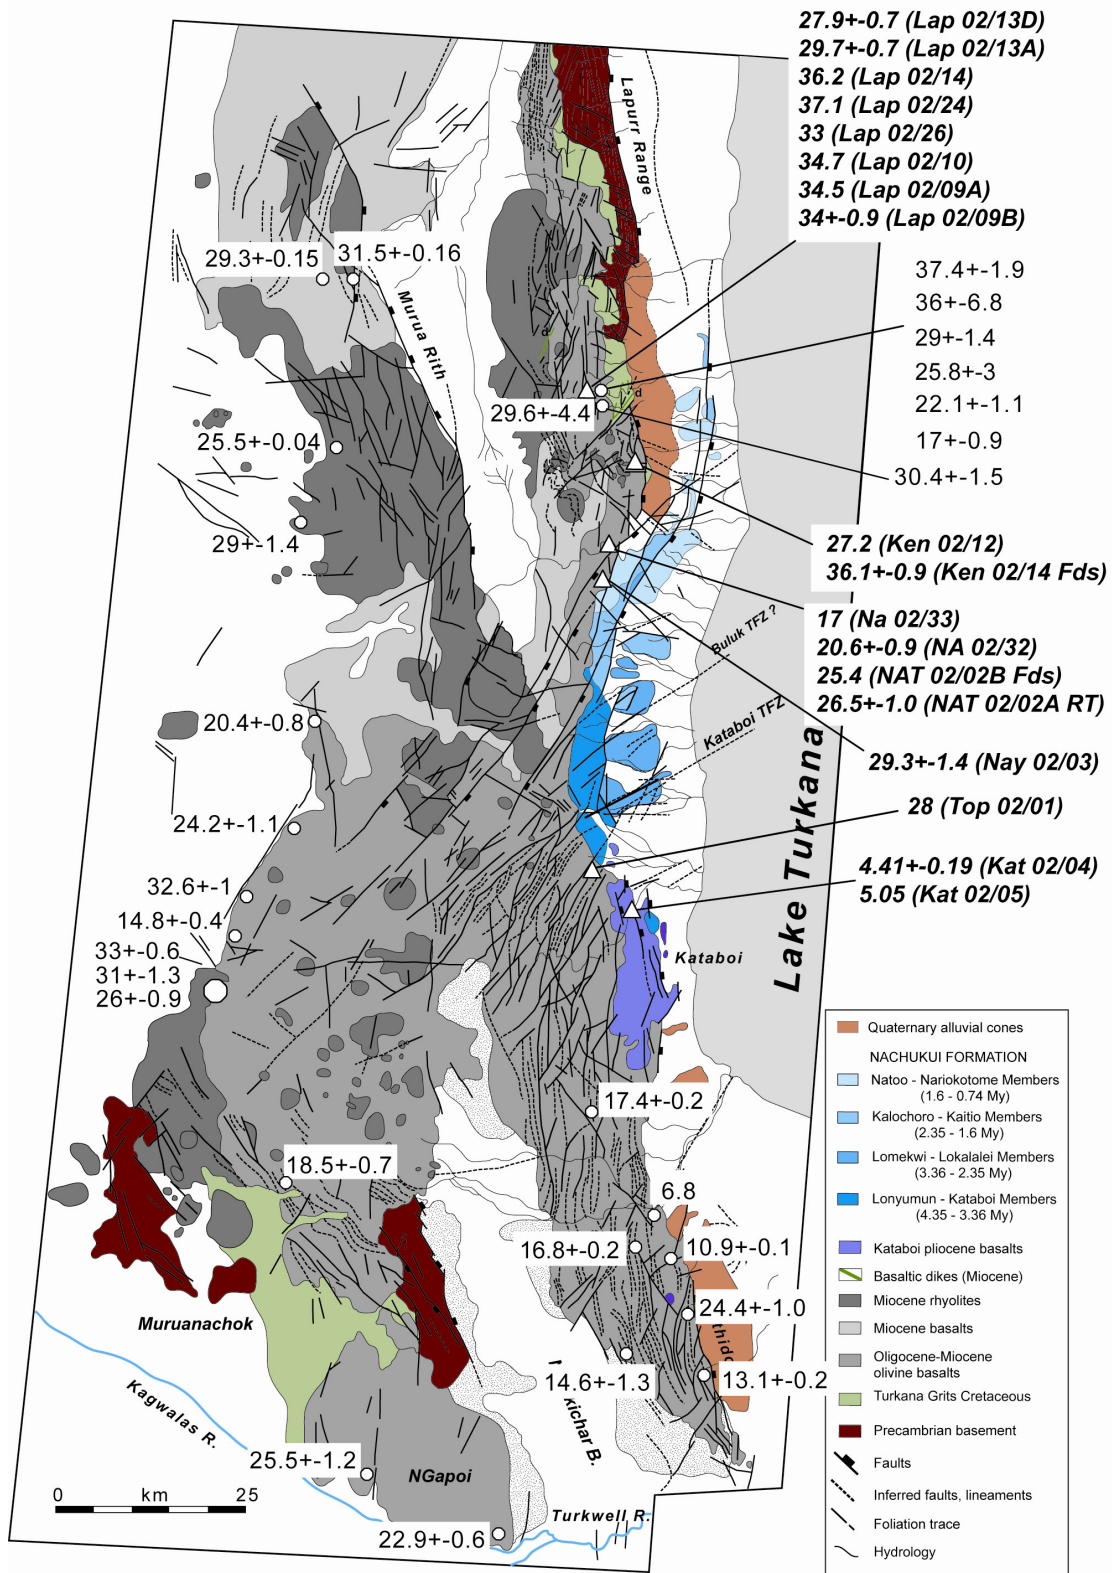 27.9+-0.7 (Lap 02/13D)
29.7+-0.7 (Lap 02/13A)
36.2 (Lap 02/14)
37.1 (Lap 02/24)
33 (Lap 02/26)
34.7 (Lap 02/10)
34.5 (Lap 02/09A)
34+-0.9 (Lap 02/09B)
Lapurr Range
29.3+-0.15
31.5+-0.16
Murua Rith
37.4+-1.9
36+-6.8
29+-1.4
25.8+-3
22.1+-1.1
17+-0.9
30.4+-1.5
d
d
29.6+-4.4
25.5+-0.04
29+-1.4
27.2 (Ken 02/12)
36.1+-0.9 (Ken 02/14 Fds)
17 (Na 02/33)
20.6+-0.9 (NA 02/32)
25.4 (NAT 02/02B Fds)
26.5+-1.0 (NAT 02/02A RT)
Buluk TFZ ?
Kataboi TFZ
20.4+-0.8
29.3+-1.4 (Nay 02/03)
28 (Top 02/01)
24.2+-1.1
4.41+-0.19 (Kat 02/04)
5.05 (Kat 02/05)
Lake Turkana
32.6+-1
14.8+-0.4
33+-0.6
31+-1.3
26+-0.9
Kataboi
17.4+-0.2
18.5+-0.7
6.8
16.8+-0.2
10.9+-0.1
24.4+-1.0
14.6+-1.3
13.1+-0.2
Muruanachok
Kagwalas R.
25.5+-1.2
NGapoi
22.9+-0.6
Turkwell R.
0 km 25
Quaternary alluvial cones
NACHUKUI FORMATION
Natoo - Nariokotome Members
(1.6 - 0.74 My)
Kalochoro - Kaitio Members
(2.35 - 1.6 My)
Lomekwi - Lokalalei Members
(3.36 - 2.35 My)
Lonyumun - Kataboi Members
(4.35 - 3.36 My)
Kataboi pliocene basalts
Basaltic dikes (Miocene)
Miocene rhyolites
Miocene basalts
Oligocene-Miocene
olivine basalts
Turkana Grits Cretaceous
Precambrian basement
Faults
Inferred faults, lineaments
Foliation trace
Hydrology